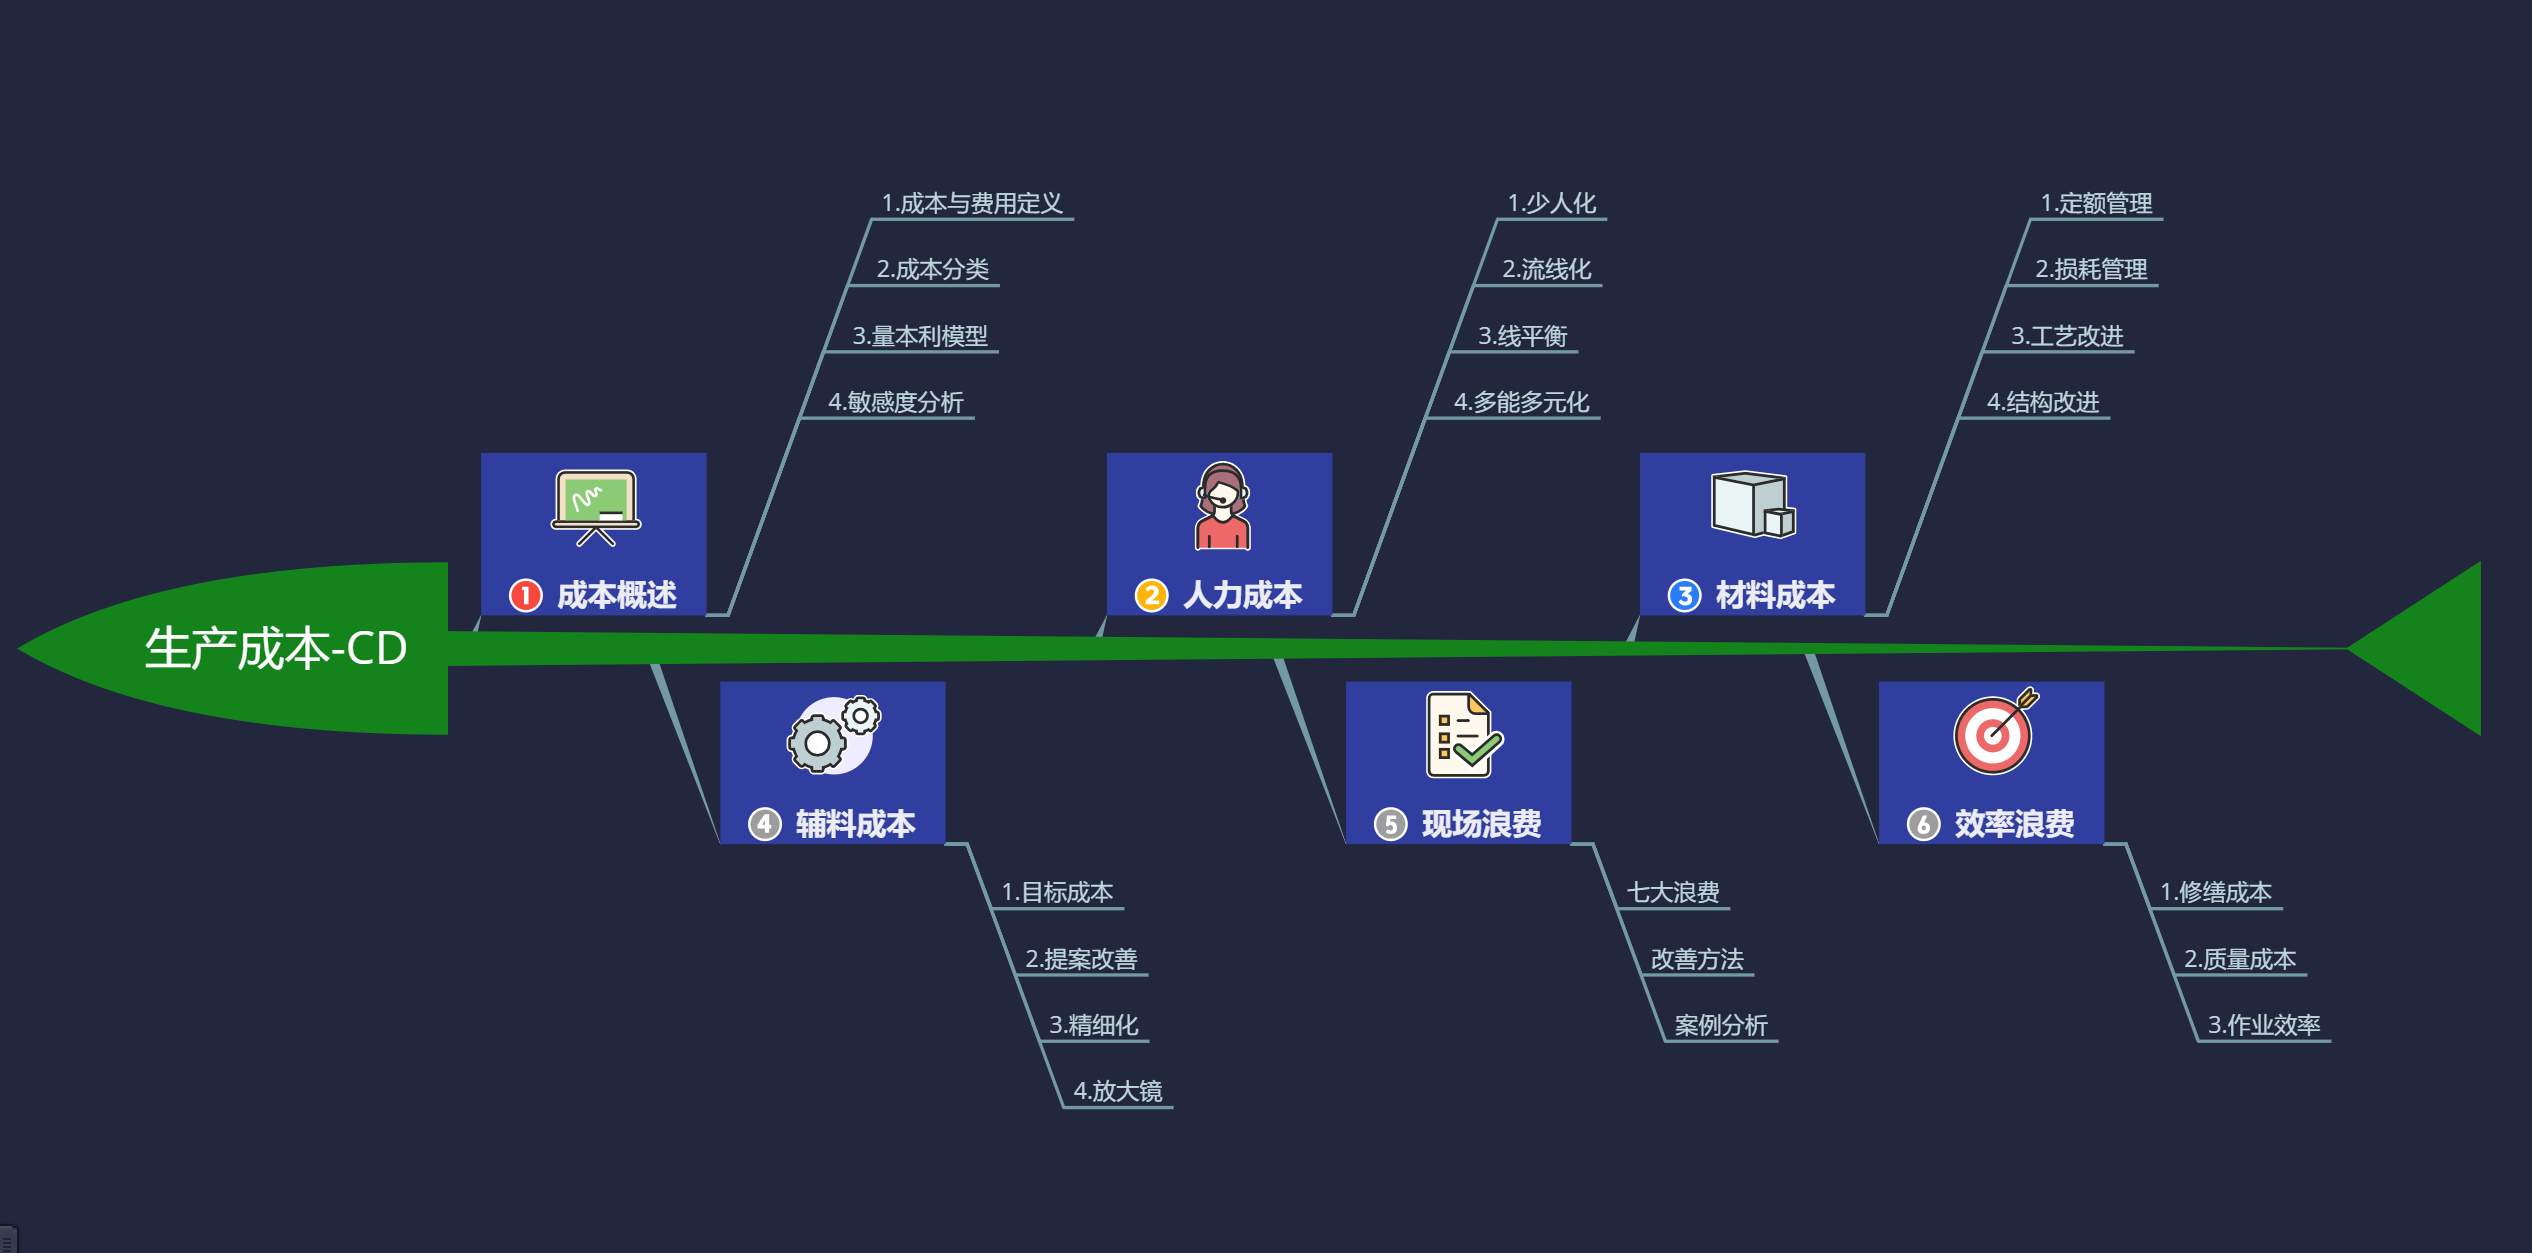 生产成本-CD
1 成本概述
1.成本与费用定义
2.成本分类
3.量本利模型
4.敏感度分析
2 人力成本
1.少人化
2.流线化
3.线平衡
4.多能多元化
3 材料成本
1.定额管理
2.损耗管理
3.工艺改进
4.结构改进
4 辅料成本
1.目标成本
2.提案改善
3.精细化
4.放大镜
5 现场浪费
七大浪费
改善方法
案例分析
6 效率浪费
1.修缮成本
2.质量成本
3.作业效率